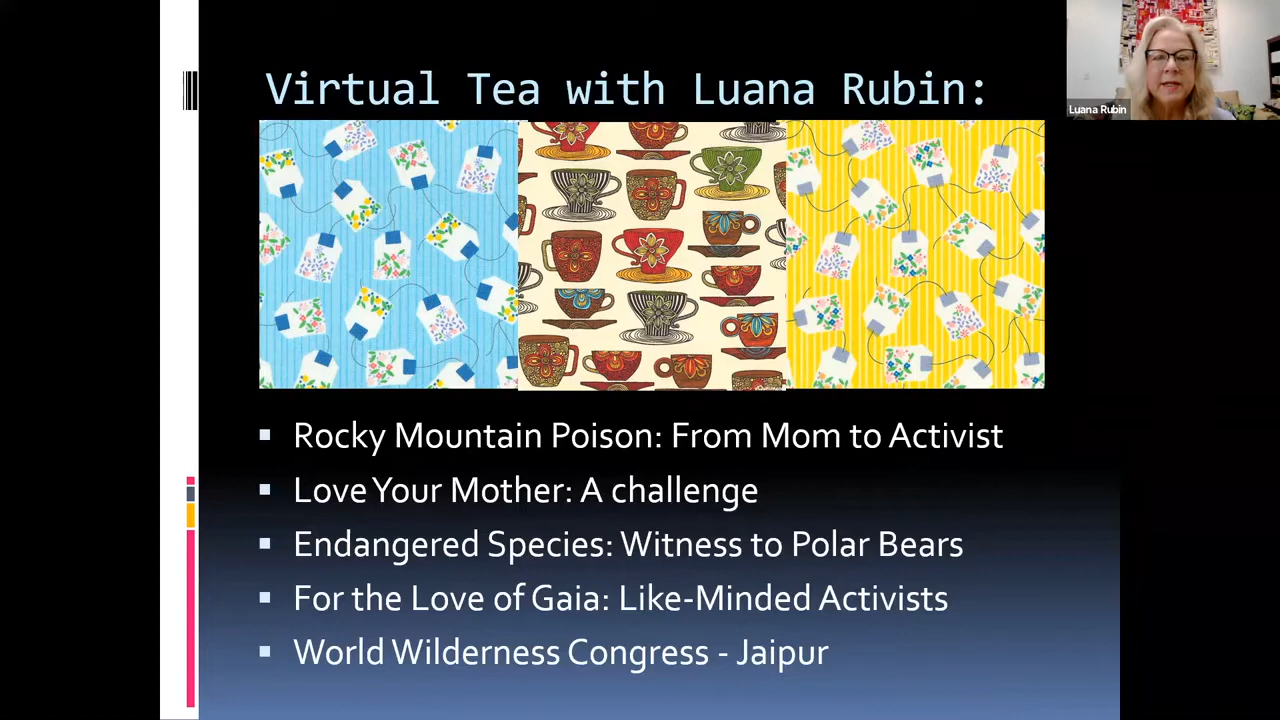 Virtual Tea with Luana Rubin:
Luana Rubin
Rocky Mountain Poison: From Mom to Activist
Love Your Mother: A challenge
Endangered Species: Witness to Polar Bears
For the Love of Gaia: Like-Minded Activists
World Wilderness Congress - Jaipur